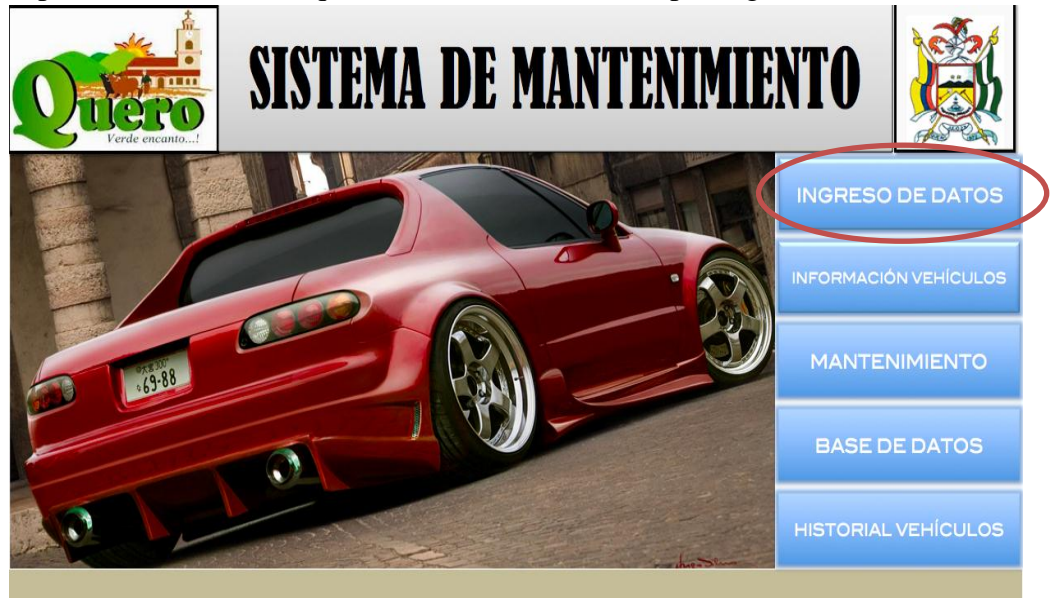 SISTEMA DE MANTENIMIENTO
Quero
Verde encanto...!
INGRESO DE DATOS
INFORMACIÓN VEHÍCULOS
MANTENIMIENTO
BASE DE DATOS
HISTORIAL VEHÍCULOS
69-88